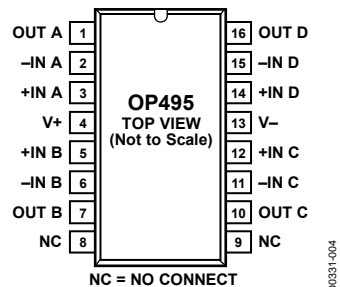 OUT A 1 16 OUT D
–IN A 2 15 –IN D
+IN A 3 14 +IN D
OP495
V+ 4 TOP VIEW 13 V–
(Not to Scale)
+IN B 5 12 +IN C
–IN B 6 11 –IN C
OUT B 7 10 OUT C
NC 8 9 NC
NC = NO CONNECT
00331-004